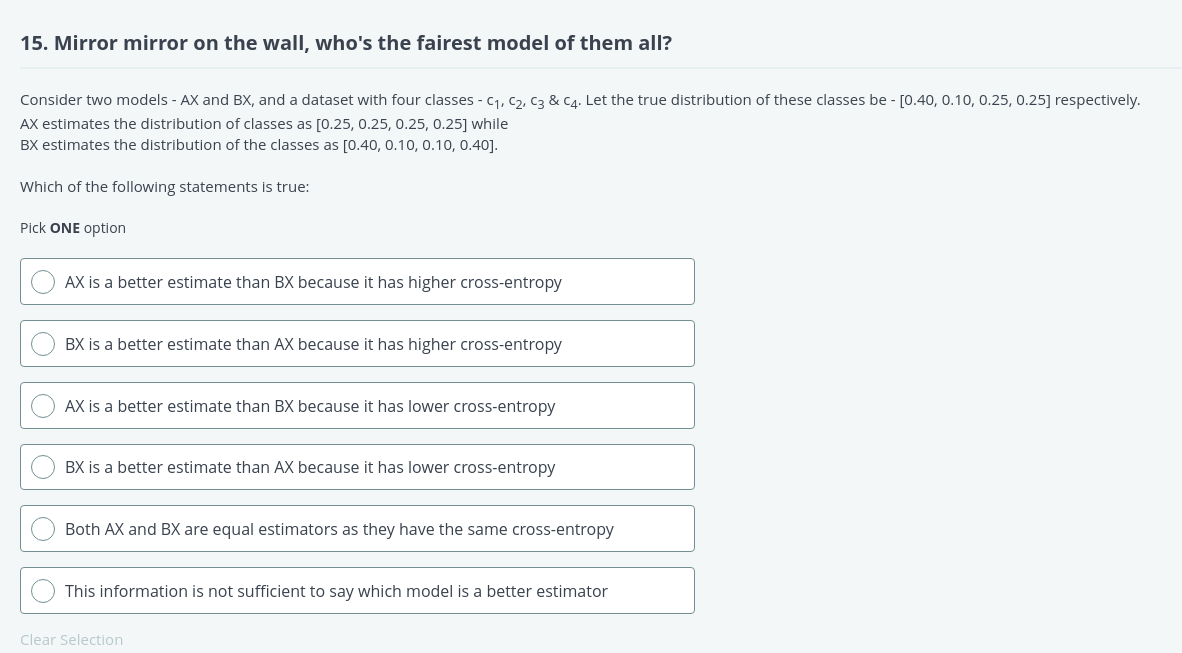 15. Mirror mirror on the wall, who's the fairest model of them all?
Consider two models - AX and BX, and a dataset with four classes - c1, c2, c3 & c4. Let the true distribution of these classes be - [0.40, 0.10, 0.25, 0.25] respectively.
AX estimates the distribution of classes as [0.25, 0.25, 0.25, 0.25] while
BX estimates the distribution of the classes as [0.40, 0.10, 0.10, 0.40].
Which of the following statements is true:
Pick ONE option
AX is a better estimate than BX because it has higher cross-entropy
BX is a better estimate than AX because it has higher cross-entropy
AX is a better estimate than BX because it has lower cross-entropy
BX is a better estimate than AX because it has lower cross-entropy
Both AX and BX are equal estimators as they have the same cross-entropy
This information is not sufficient to say which model is a better estimator
Clear Selection